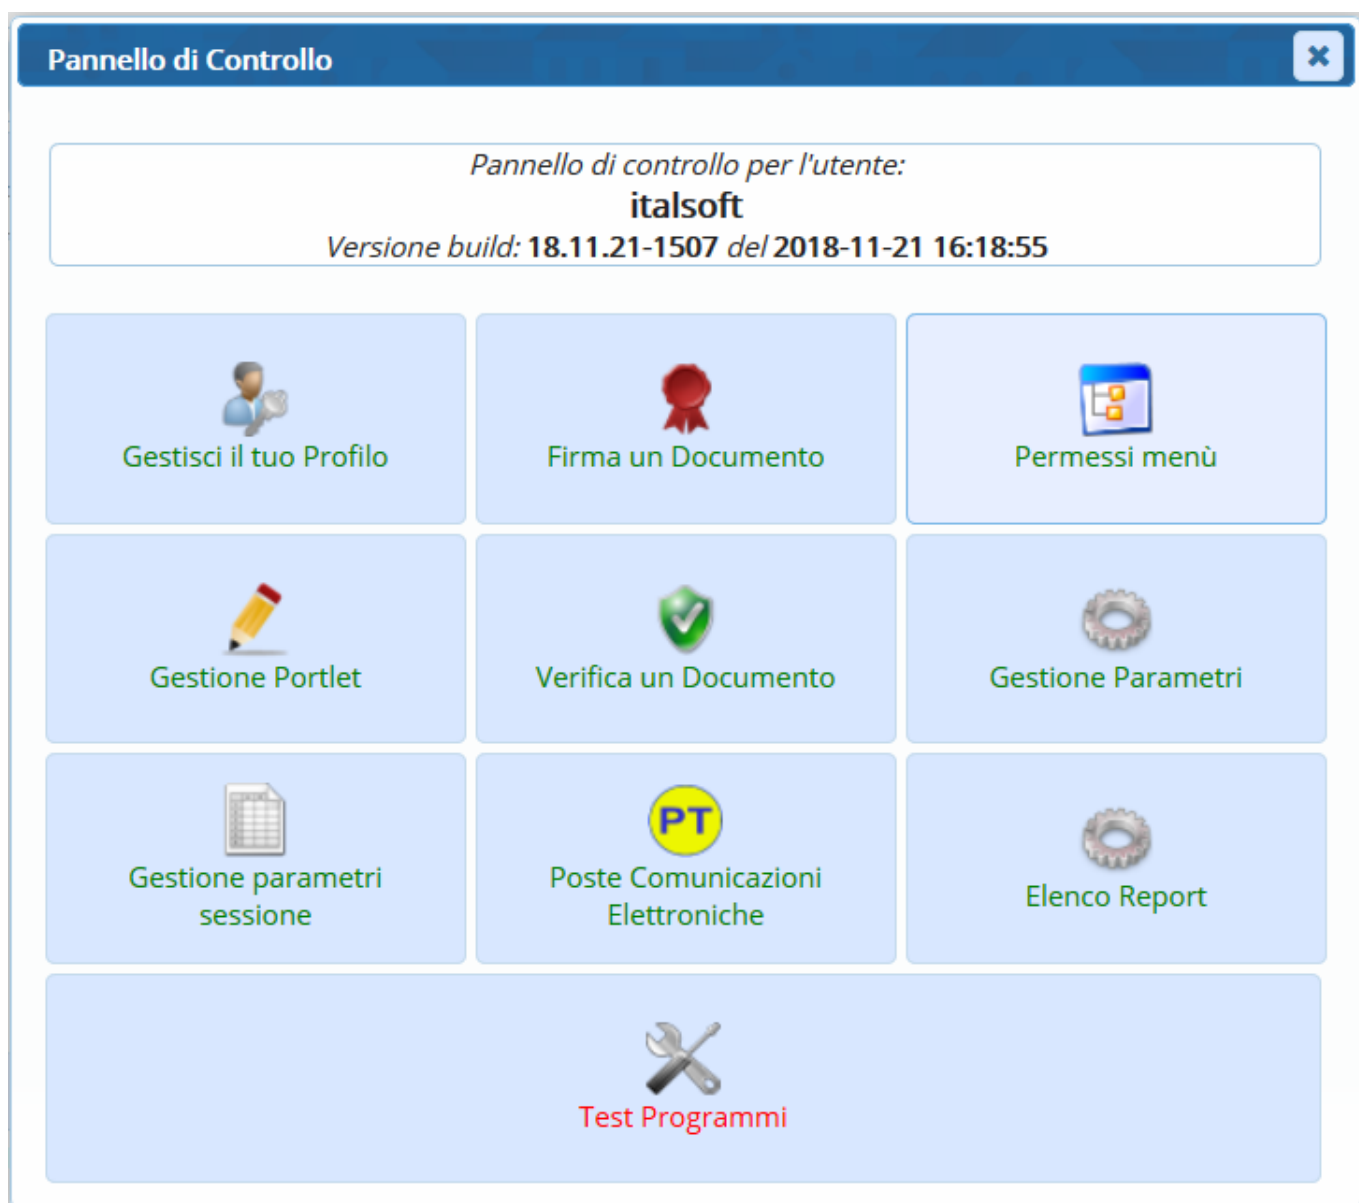 Pannello di Controllo
Pannello di controllo per l'utente:
italsoft
Versione build: 18.11.21-1507 del 2018-11-21 16:18:55
Gestisci il tuo Profilo
Firma un Documento
Permessi menù
Gestione Portlet
Verifica un Documento
Gestione Parametri
Gestione parametri
sessione
PT
Poste Comunicazioni
Elettroniche
Elenco Report
Test Programmi